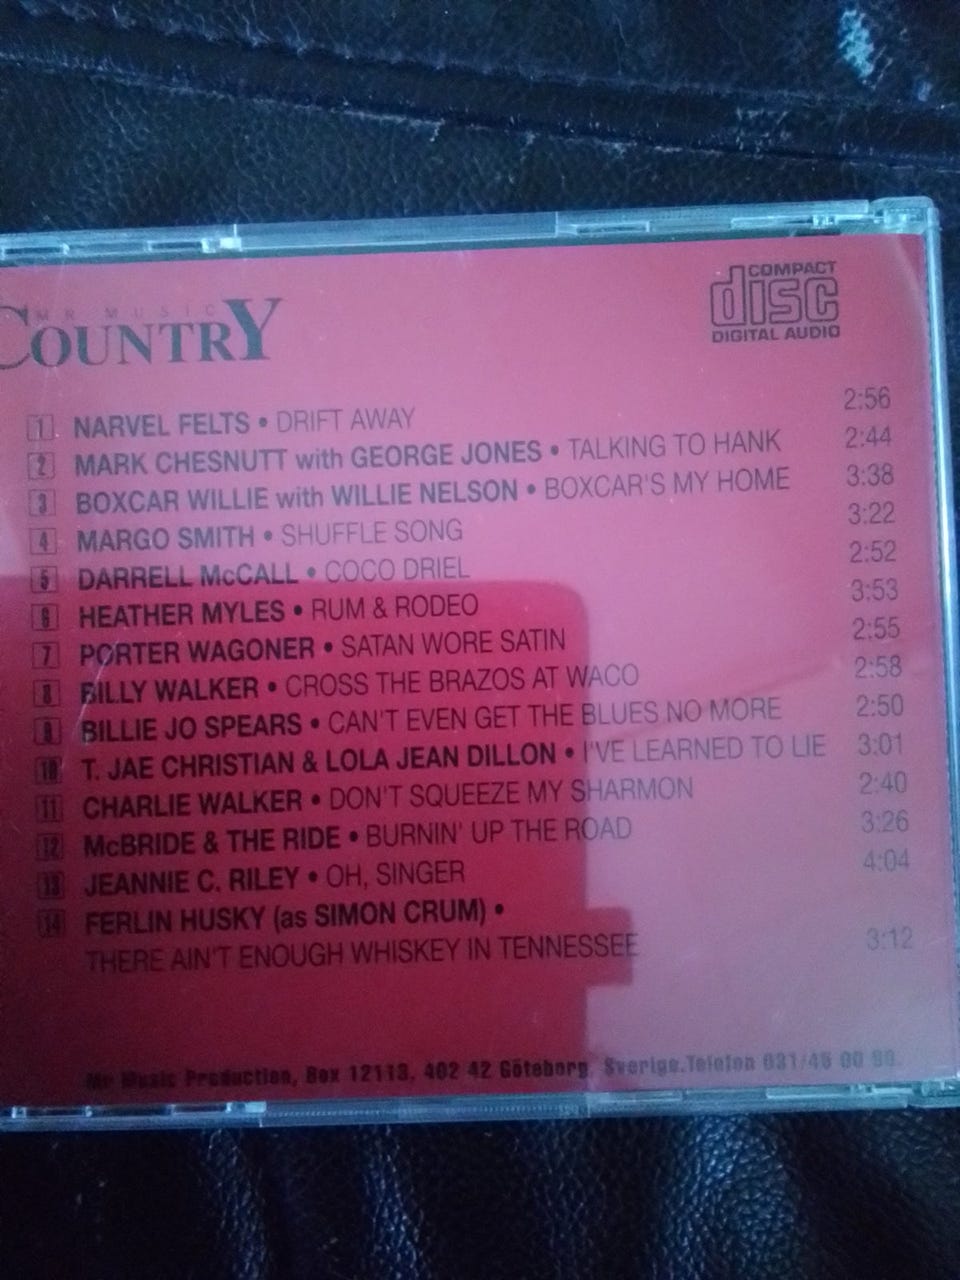 MR MUSIC
COUNTRY
COMPACT
disc
DIGITAL AUDIO
1 NARVEL FELTS • DRIFT AWAY 2:56
2 MARK CHESNUTT with GEORGE JONES • TALKING TO HANK 2:44
3 BOXCAR WILLIE with WILLIE NELSON • BOXCAR'S MY HOME 3:38
4 MARGO SMITH • SHUFFLE SONG 3:22
5 DARRELL McCALL • COCO DRIEL 2:52
6 HEATHER MYLES • RUM & RODEO 3:53
7 PORTER WAGONER • SATAN WORE SATIN 2:55
8 BILLY WALKER • CROSS THE BRAZOS AT WACO 2:58
9 BILLIE JO SPEARS • CAN'T EVEN GET THE BLUES NO MORE 2:50
10 T. JAE CHRISTIAN & LOLA JEAN DILLON • I'VE LEARNED TO LIE 3:01
11 CHARLIE WALKER • DON'T SQUEEZE MY SHARMON 2:40
12 McBRIDE & THE RIDE • BURNIN' UP THE ROAD 3:26
13 JEANNIE C. RILEY • OH, SINGER 4:04
14 FERLIN HUSKY (as SIMON CRUM) •
THERE AIN'T ENOUGH WHISKEY IN TENNESSEE 3:12
Mr Music Production, Box 12113, 402 42 Göteborg, Sverige.Telefon